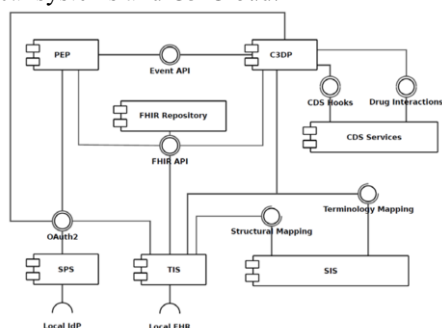 PEP
C3DP
Event API
CDS Hooks
Drug Interactions
FHIR Repository
CDS Services
FHIR API
Terminology Mapping
Structural Mapping
OAuth2
SPS
TIS
SIS
Local IdP
Local EHR